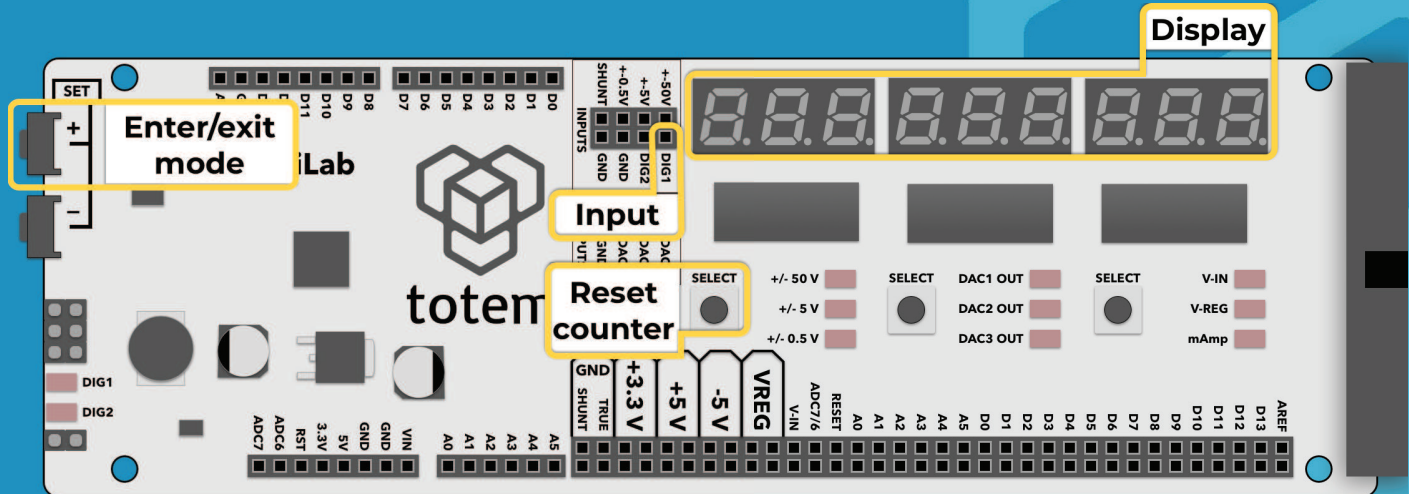 Display
SET
+
-
Enter/exit
mode
iLab
D11
D10
D9
D8
D7
D6
D5
D4
D3
D2
D1
D0
SHUNT
+-0.5V
+-5V
+-50V
INPUTS
GND
GND
DIG2
DIG1
Input
GND
DAC
DAC
totem
Reset
counter
SELECT
+/- 50 V
+/- 5 V
+/- 0.5 V
SELECT
DAC1 OUT
DAC2 OUT
DAC3 OUT
SELECT
V-IN
V-REG
mAmp
DIG1
DIG2
ADC7
ADC6
RST
3.3V
5V
GND
GND
VIN
A0
A1
A2
A3
A4
A5
GND
SHUNT
TRUE
+3.3 V
+5 V
-5 V
VREG
V-IN
ADC7/6
RESET
A0
A1
A2
A3
A4
A5
D0
D1
D2
D3
D4
D5
D6
D7
D8
D9
D10
D11
D12
D13
AREF